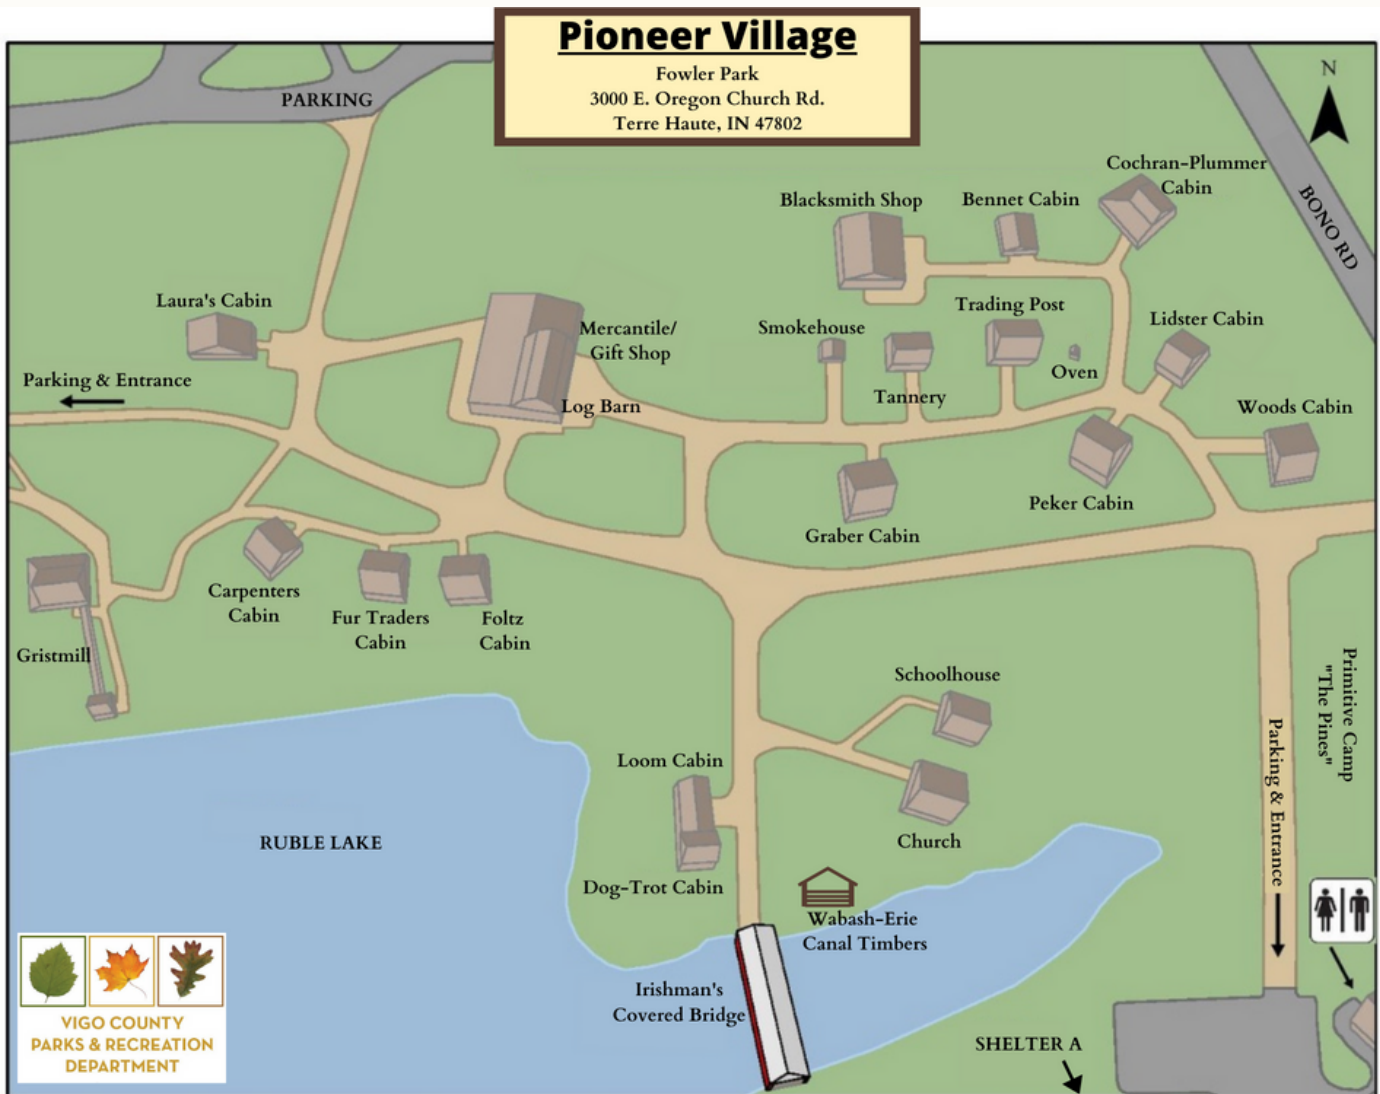 Pioneer Village
Fowler Park
3000 E. Oregon Church Rd.
Terre Haute, IN 47802
N
PARKING
BONO RD
Cochran-Plummer
Cabin
Blacksmith Shop
Bennet Cabin
Laura's Cabin
Mercantile/
Gift Shop
Log Barn
Smokehouse
Trading Post
Lidster Cabin
Oven
Tannery
Parking & Entrance
Woods Cabin
Peker Cabin
Graber Cabin
Carpenters
Cabin
Fur Traders
Cabin
Foltz
Cabin
Gristmill
Schoolhouse
Primitive Camp
"The Pines"
Parking & Entrance
Loom Cabin
RUBLE LAKE
Church
Dog-Trot Cabin
Wabash-Erie
Canal Timbers
Irishman's
Covered Bridge
SHELTER A
VIGO COUNTY
PARKS & RECREATION
DEPARTMENT